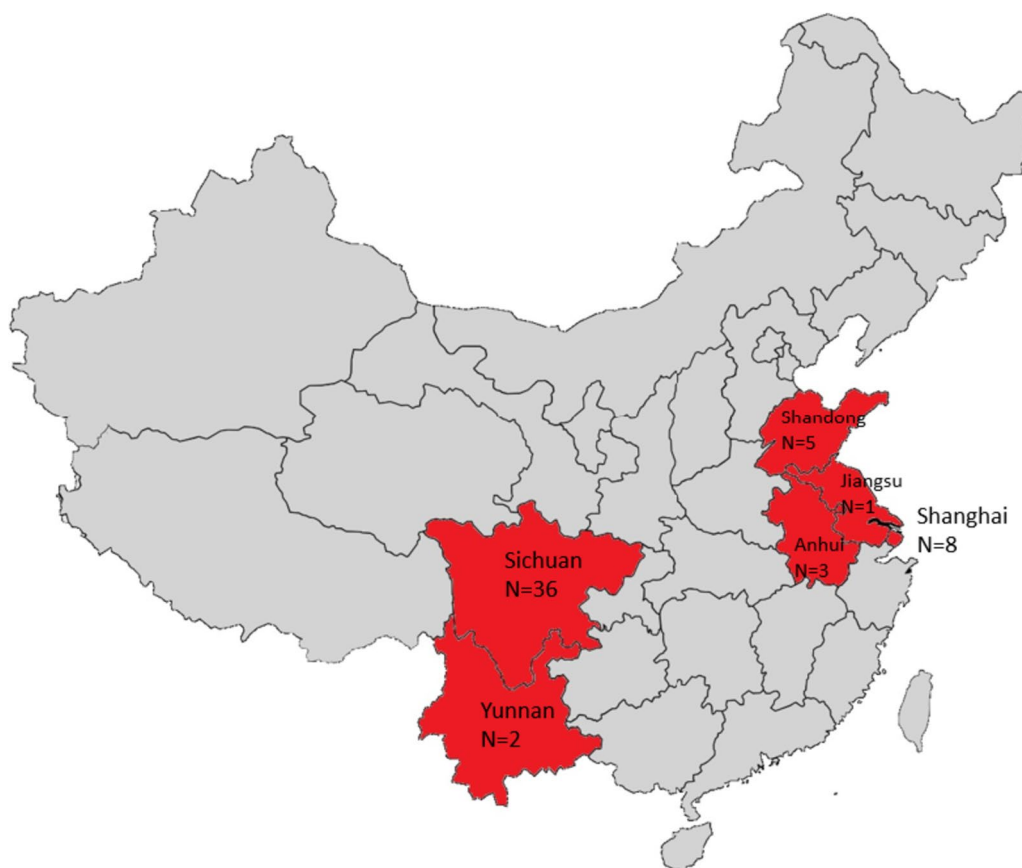 Shandong
N=5
Jiangsu
N=1
Shanghai
N=8
Anhui
N=3
Sichuan
N=36
Yunnan
N=2